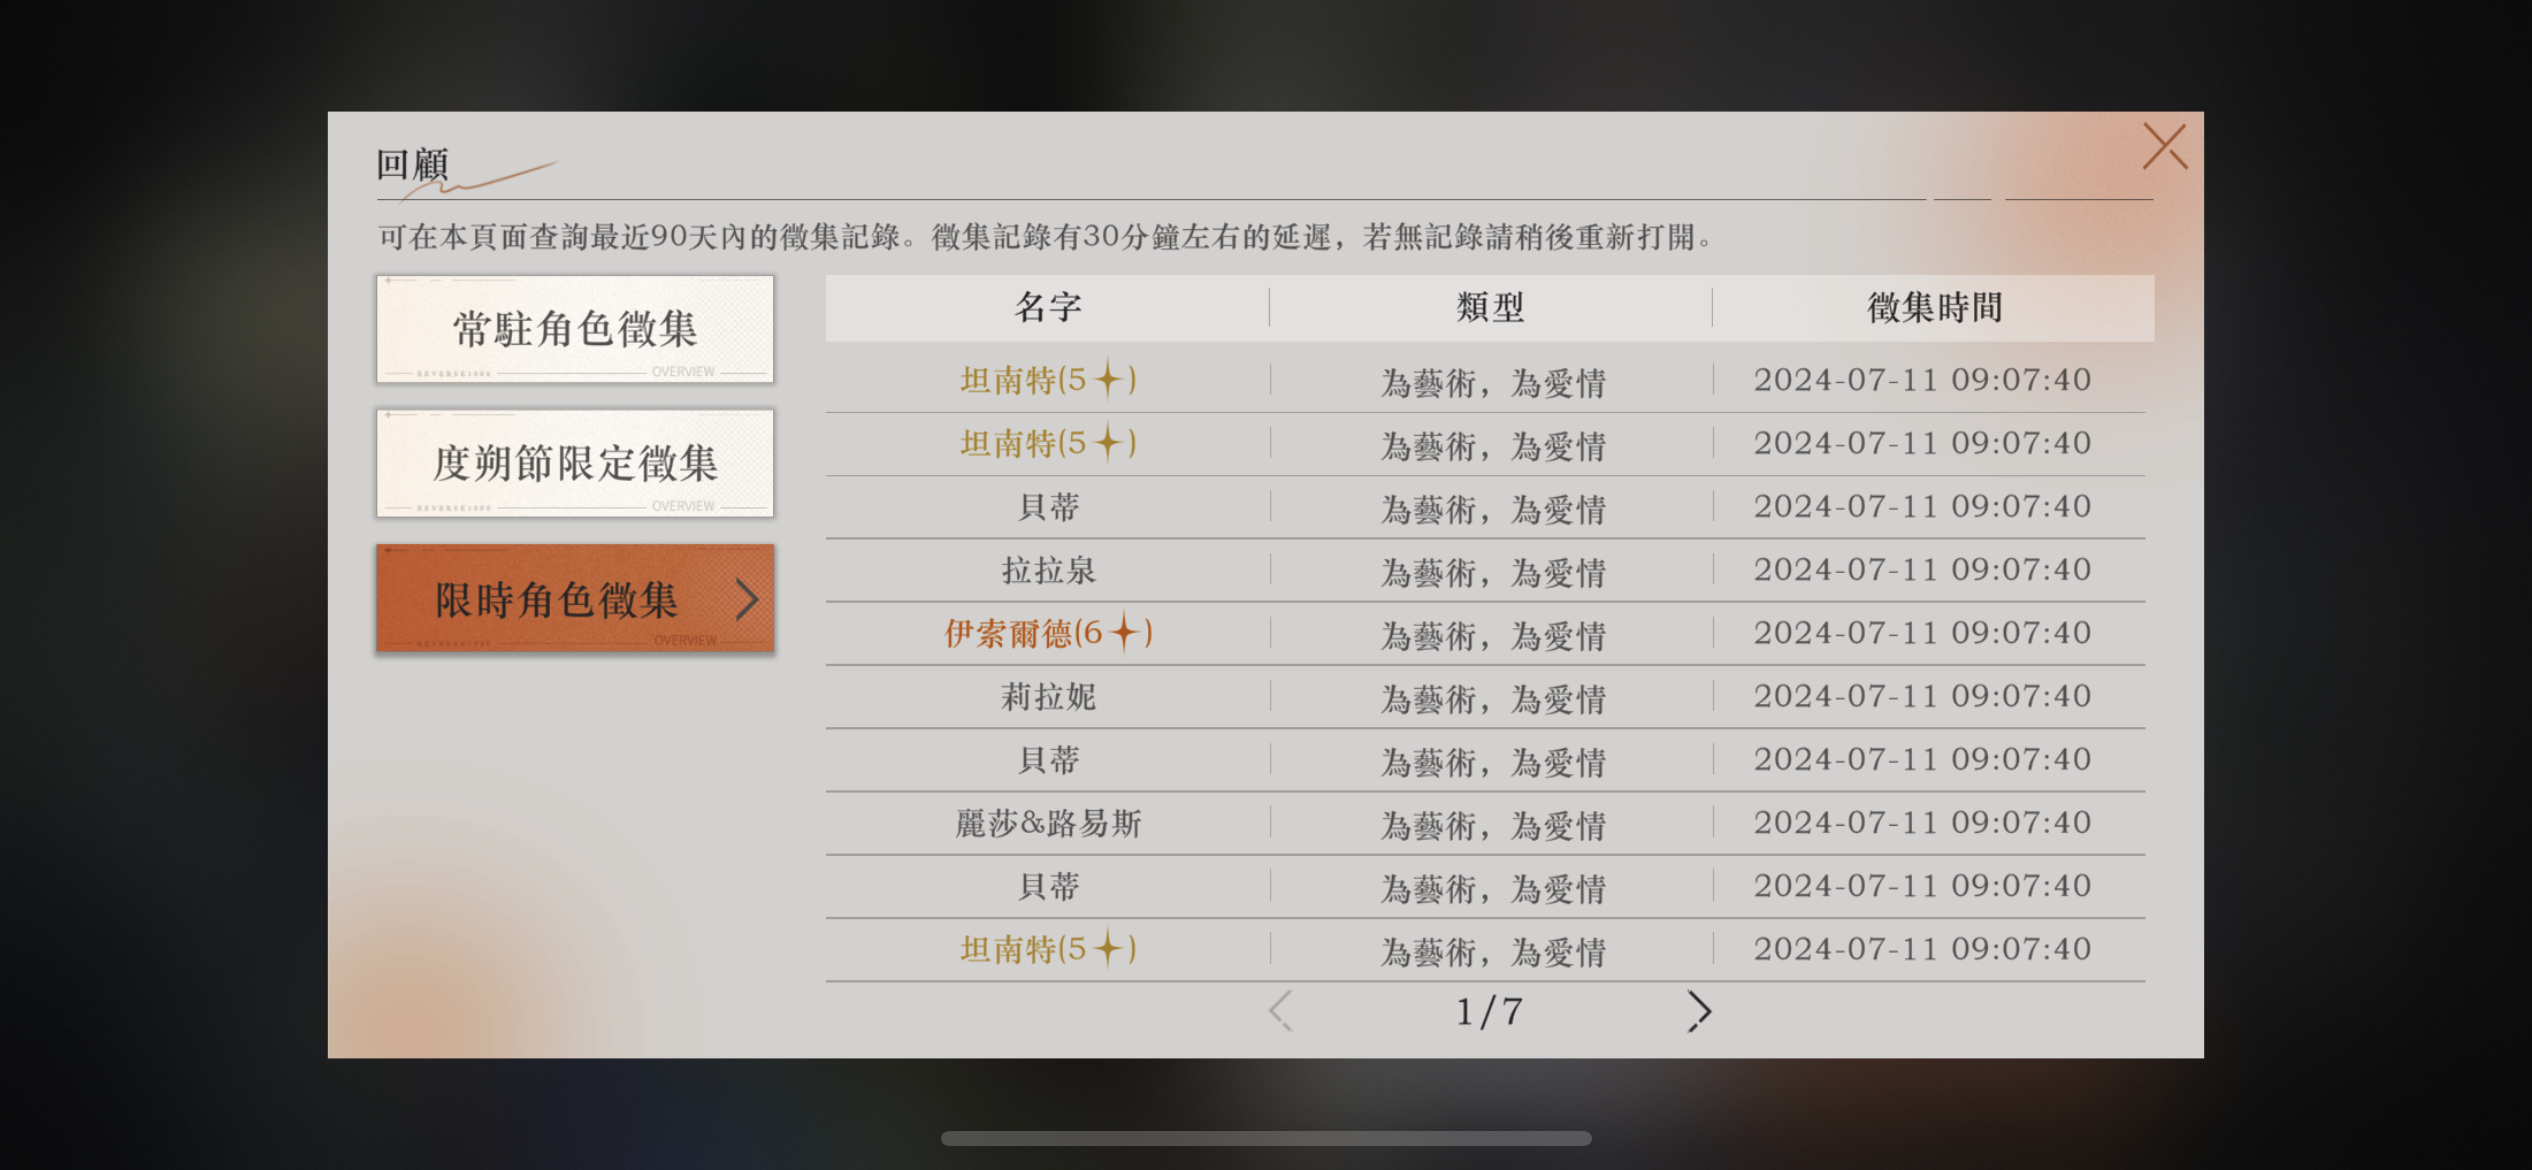 回顧
可在本頁面查詢最近90天內的徵集記錄。徵集記錄有30分鐘左右的延遲，若無記錄請稍後重新打開。
常駐角色徵集
REVERSE1999 OVERVIEW
度朔節限定徵集
REVERSE1999 OVERVIEW
限時角色徵集
REVERSE1999 OVERVIEW
名字 類型 徵集時間
坦南特(5✦) 為藝術，為愛情 2024-07-11 09:07:40
坦南特(5✦) 為藝術，為愛情 2024-07-11 09:07:40
貝蒂 為藝術，為愛情 2024-07-11 09:07:40
拉拉泉 為藝術，為愛情 2024-07-11 09:07:40
伊索爾德(6✦) 為藝術，為愛情 2024-07-11 09:07:40
莉拉妮 為藝術，為愛情 2024-07-11 09:07:40
貝蒂 為藝術，為愛情 2024-07-11 09:07:40
麗莎&路易斯 為藝術，為愛情 2024-07-11 09:07:40
貝蒂 為藝術，為愛情 2024-07-11 09:07:40
坦南特(5✦) 為藝術，為愛情 2024-07-11 09:07:40
1/7